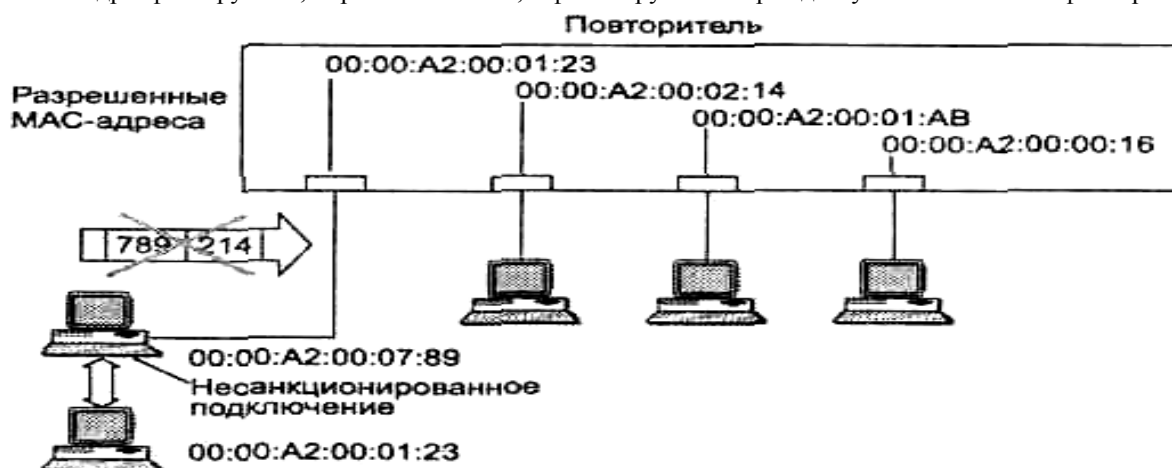 Повторитель
00:00:A2:00:01:23
Разрешенные
MAC-адреса
00:00:A2:00:02:14
00:00:A2:00:01:AB
00:00:A2:00:00:16
789 214
00:00:A2:00:07:89
Несанкционированное
подключение
00:00:A2:00:01:23